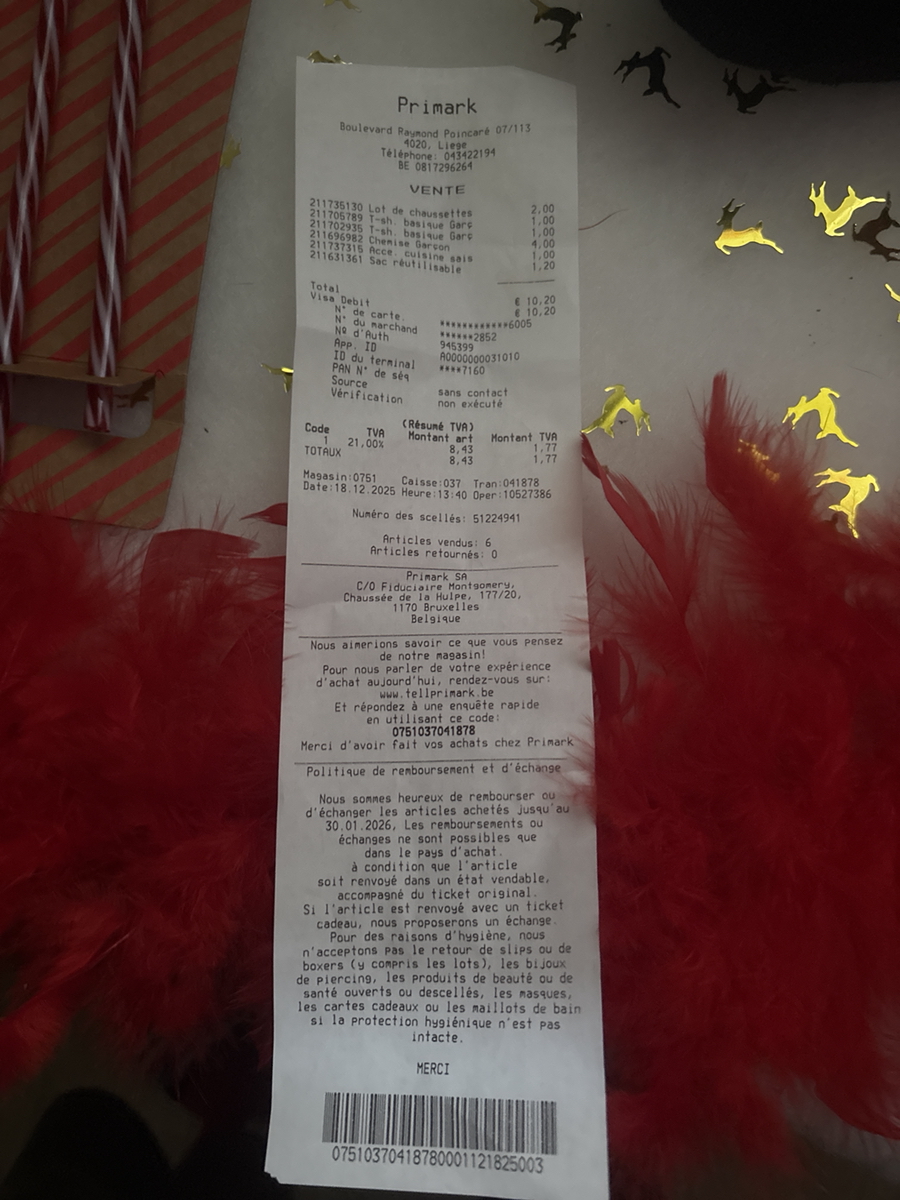 Primark
Boulevard Raymond Poincaré 07/113
4020, Liege
Téléphone: 043422194
BE 0817296264
VENTE
211735130 Lot de chaussettes 2,00
211705789 T-sh. basique Garç 1,00
211702935 T-sh. basique Garç 1,00
211696982 Chemise Garçon 4,00
211737315 Acce. cuisine sais 1,00
211631361 Sac réutilisable 1,20
Total € 10,20
Visa Debit € 10,20
N° de carte. ************6005
N° du marchand ******2852
Nº d'Auth 945399
App. ID A0000000031010
ID du terminal ****7160
PAN N° de séq
Source sans contact
Vérification non exécuté
(Résumé TVA)
Code TVA Montant art Montant TVA
1 21,00% 8,43 1,77
TOTAUX 8,43 1,77
Magasin:0751 Caisse:037 Tran:041878
Date:18.12.2025 Heure:13:40 Oper:10527386
Numéro des scellés: 51224941
Articles vendus: 6
Articles retournés: 0
Primark SA
C/O Fiduciaire Montgomery,
Chaussée de la Hulpe, 177/20,
1170 Bruxelles
Belgique
Nous aimerions savoir ce que vous pensez
de notre magasin!
Pour nous parler de votre expérience
d'achat aujourd'hui, rendez-vous sur:
www.tellprimark.be
Et répondez à une enquête rapide
en utilisant ce code:
0751037041878
Merci d'avoir fait vos achats chez Primark
Politique de remboursement et d'échange
Nous sommes heureux de rembourser ou
d'échanger les articles achetés jusqu'au
30.01.2026, Les remboursements ou
échanges ne sont possibles que
dans le pays d'achat.
à condition que l'article
soit renvoyé dans un état vendable,
accompagné du ticket original.
Si l'article est renvoyé avec un ticket
cadeau, nous proposerons un échange.
Pour des raisons d'hygiène, nous
n'acceptons pas le retour de slips ou de
boxers (y compris les lots), les bijoux
de piercing, les produits de beauté ou de
santé ouverts ou descellés, les masques,
les cartes cadeaux ou les maillots de bain
si la protection hygiénique n'est pas
intacte.
MERCI
07510370418780001121825003